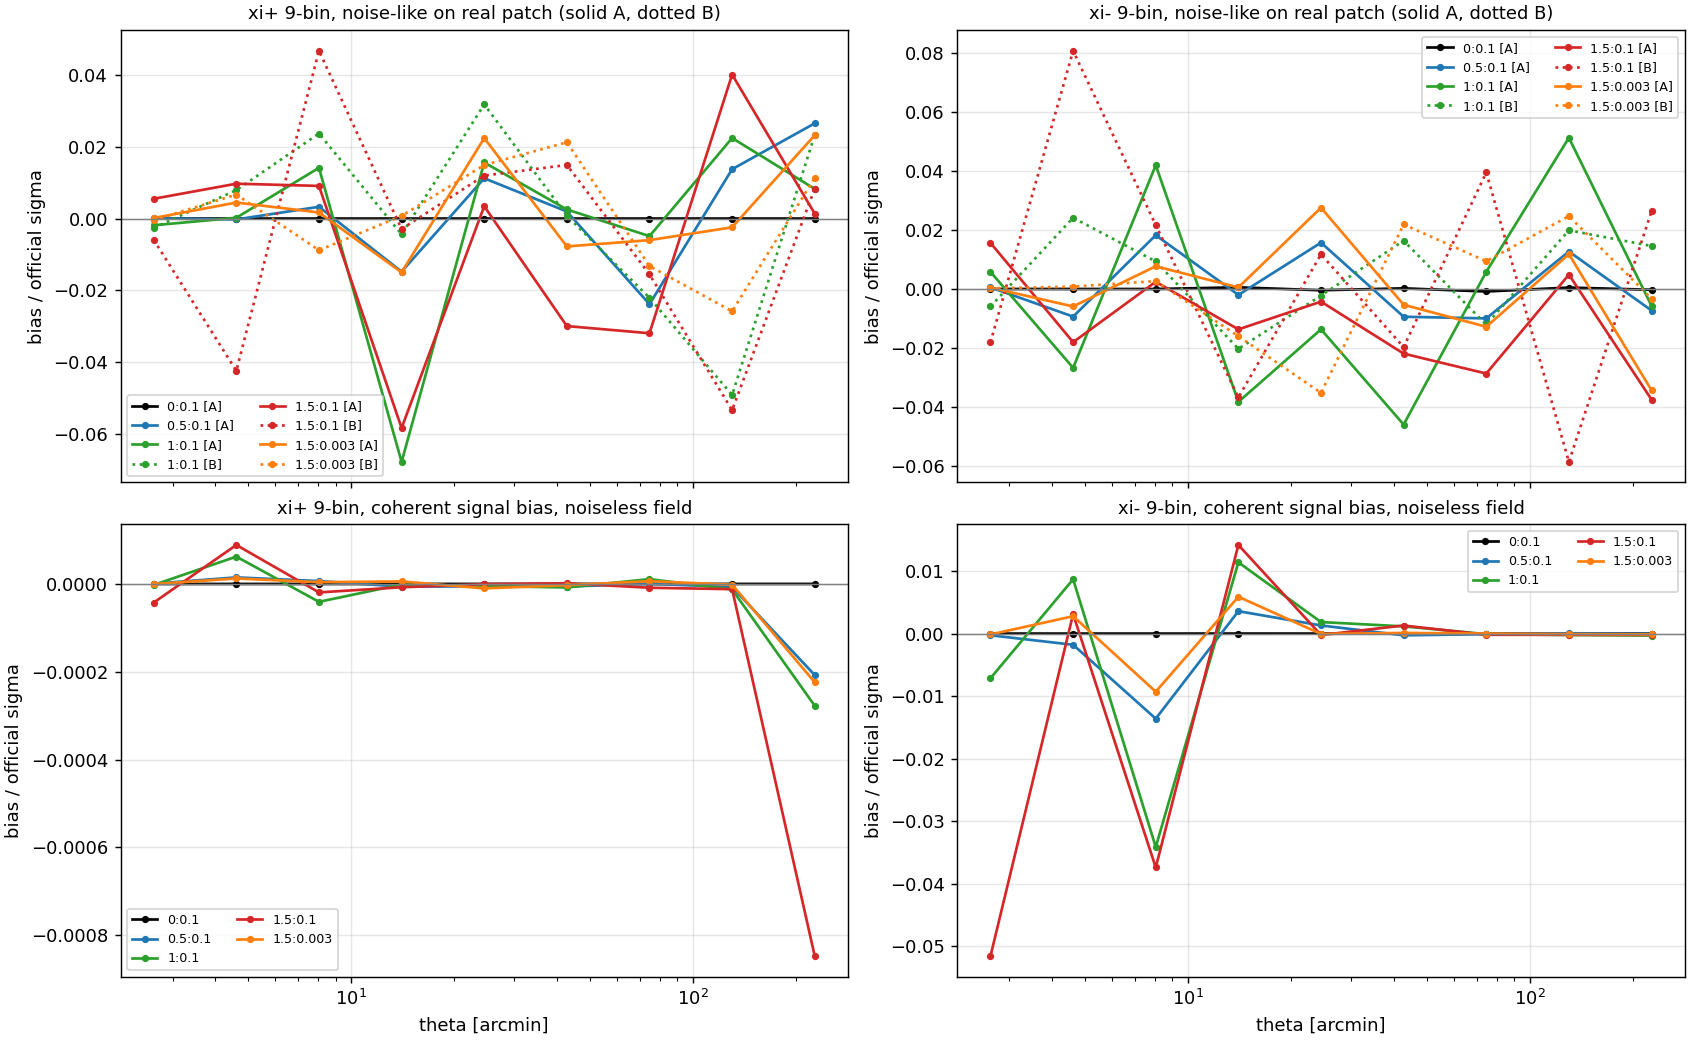 xi+ 9-bin, noise-like on real patch (solid A, dotted B)
bias / official sigma
0.04
0.02
0.00
−0.02
−0.04
−0.06
0:0.1 [A]
0.5:0.1 [A]
1:0.1 [A]
1:0.1 [B]
1.5:0.1 [A]
1.5:0.1 [B]
1.5:0.003 [A]
1.5:0.003 [B]
xi- 9-bin, noise-like on real patch (solid A, dotted B)
bias / official sigma
0.08
0.06
0.04
0.02
0.00
−0.02
−0.04
−0.06
0:0.1 [A]
0.5:0.1 [A]
1:0.1 [A]
1:0.1 [B]
1.5:0.1 [A]
1.5:0.1 [B]
1.5:0.003 [A]
1.5:0.003 [B]
xi+ 9-bin, coherent signal bias, noiseless field
bias / official sigma
0.0000
−0.0002
−0.0004
−0.0006
−0.0008
0:0.1
0.5:0.1
1:0.1
1.5:0.1
1.5:0.003
10¹
10²
theta [arcmin]
xi- 9-bin, coherent signal bias, noiseless field
bias / official sigma
0.01
0.00
−0.01
−0.02
−0.03
−0.04
−0.05
0:0.1
0.5:0.1
1:0.1
1.5:0.1
1.5:0.003
10¹
10²
theta [arcmin]